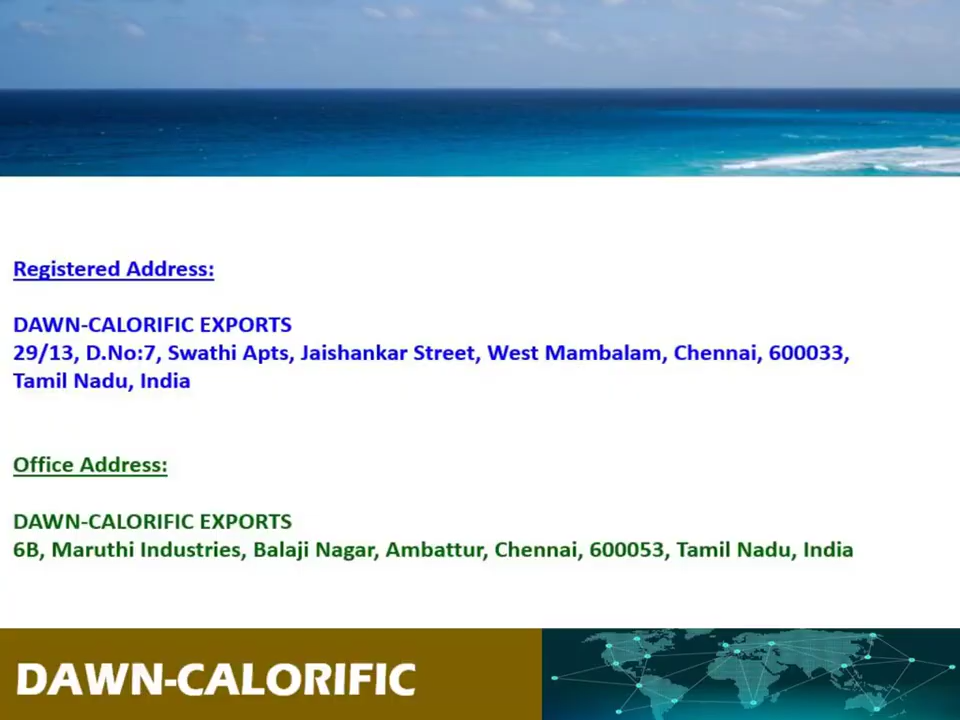 Registered Address:
DAWN-CALORIFIC EXPORTS
29/13, D.No:7, Swathi Apts, Jaishankar Street, West Mambalam, Chennai, 600033,
Tamil Nadu, India
Office Address:
DAWN-CALORIFIC EXPORTS
6B, Maruthi Industries, Balaji Nagar, Ambattur, Chennai, 600053, Tamil Nadu, India
DAWN-CALORIFIC